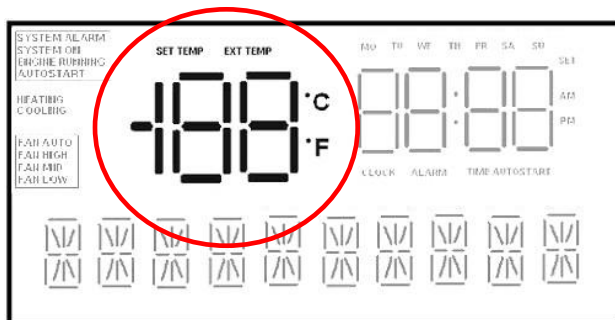 SYSTEM ALARM
SYSTEM ON
ENGINE RUNNING
AUTOSTART
HEATING
COOLING
FAN AUTO
FAN HIGH
FAN MID
FAN LOW
SET TEMP EXT TEMP
-188 °C
°F
MO TU WE TH FR SA SU
SET
88:88
AM
PM
CLOCK ALARM TIME AUTOSTART